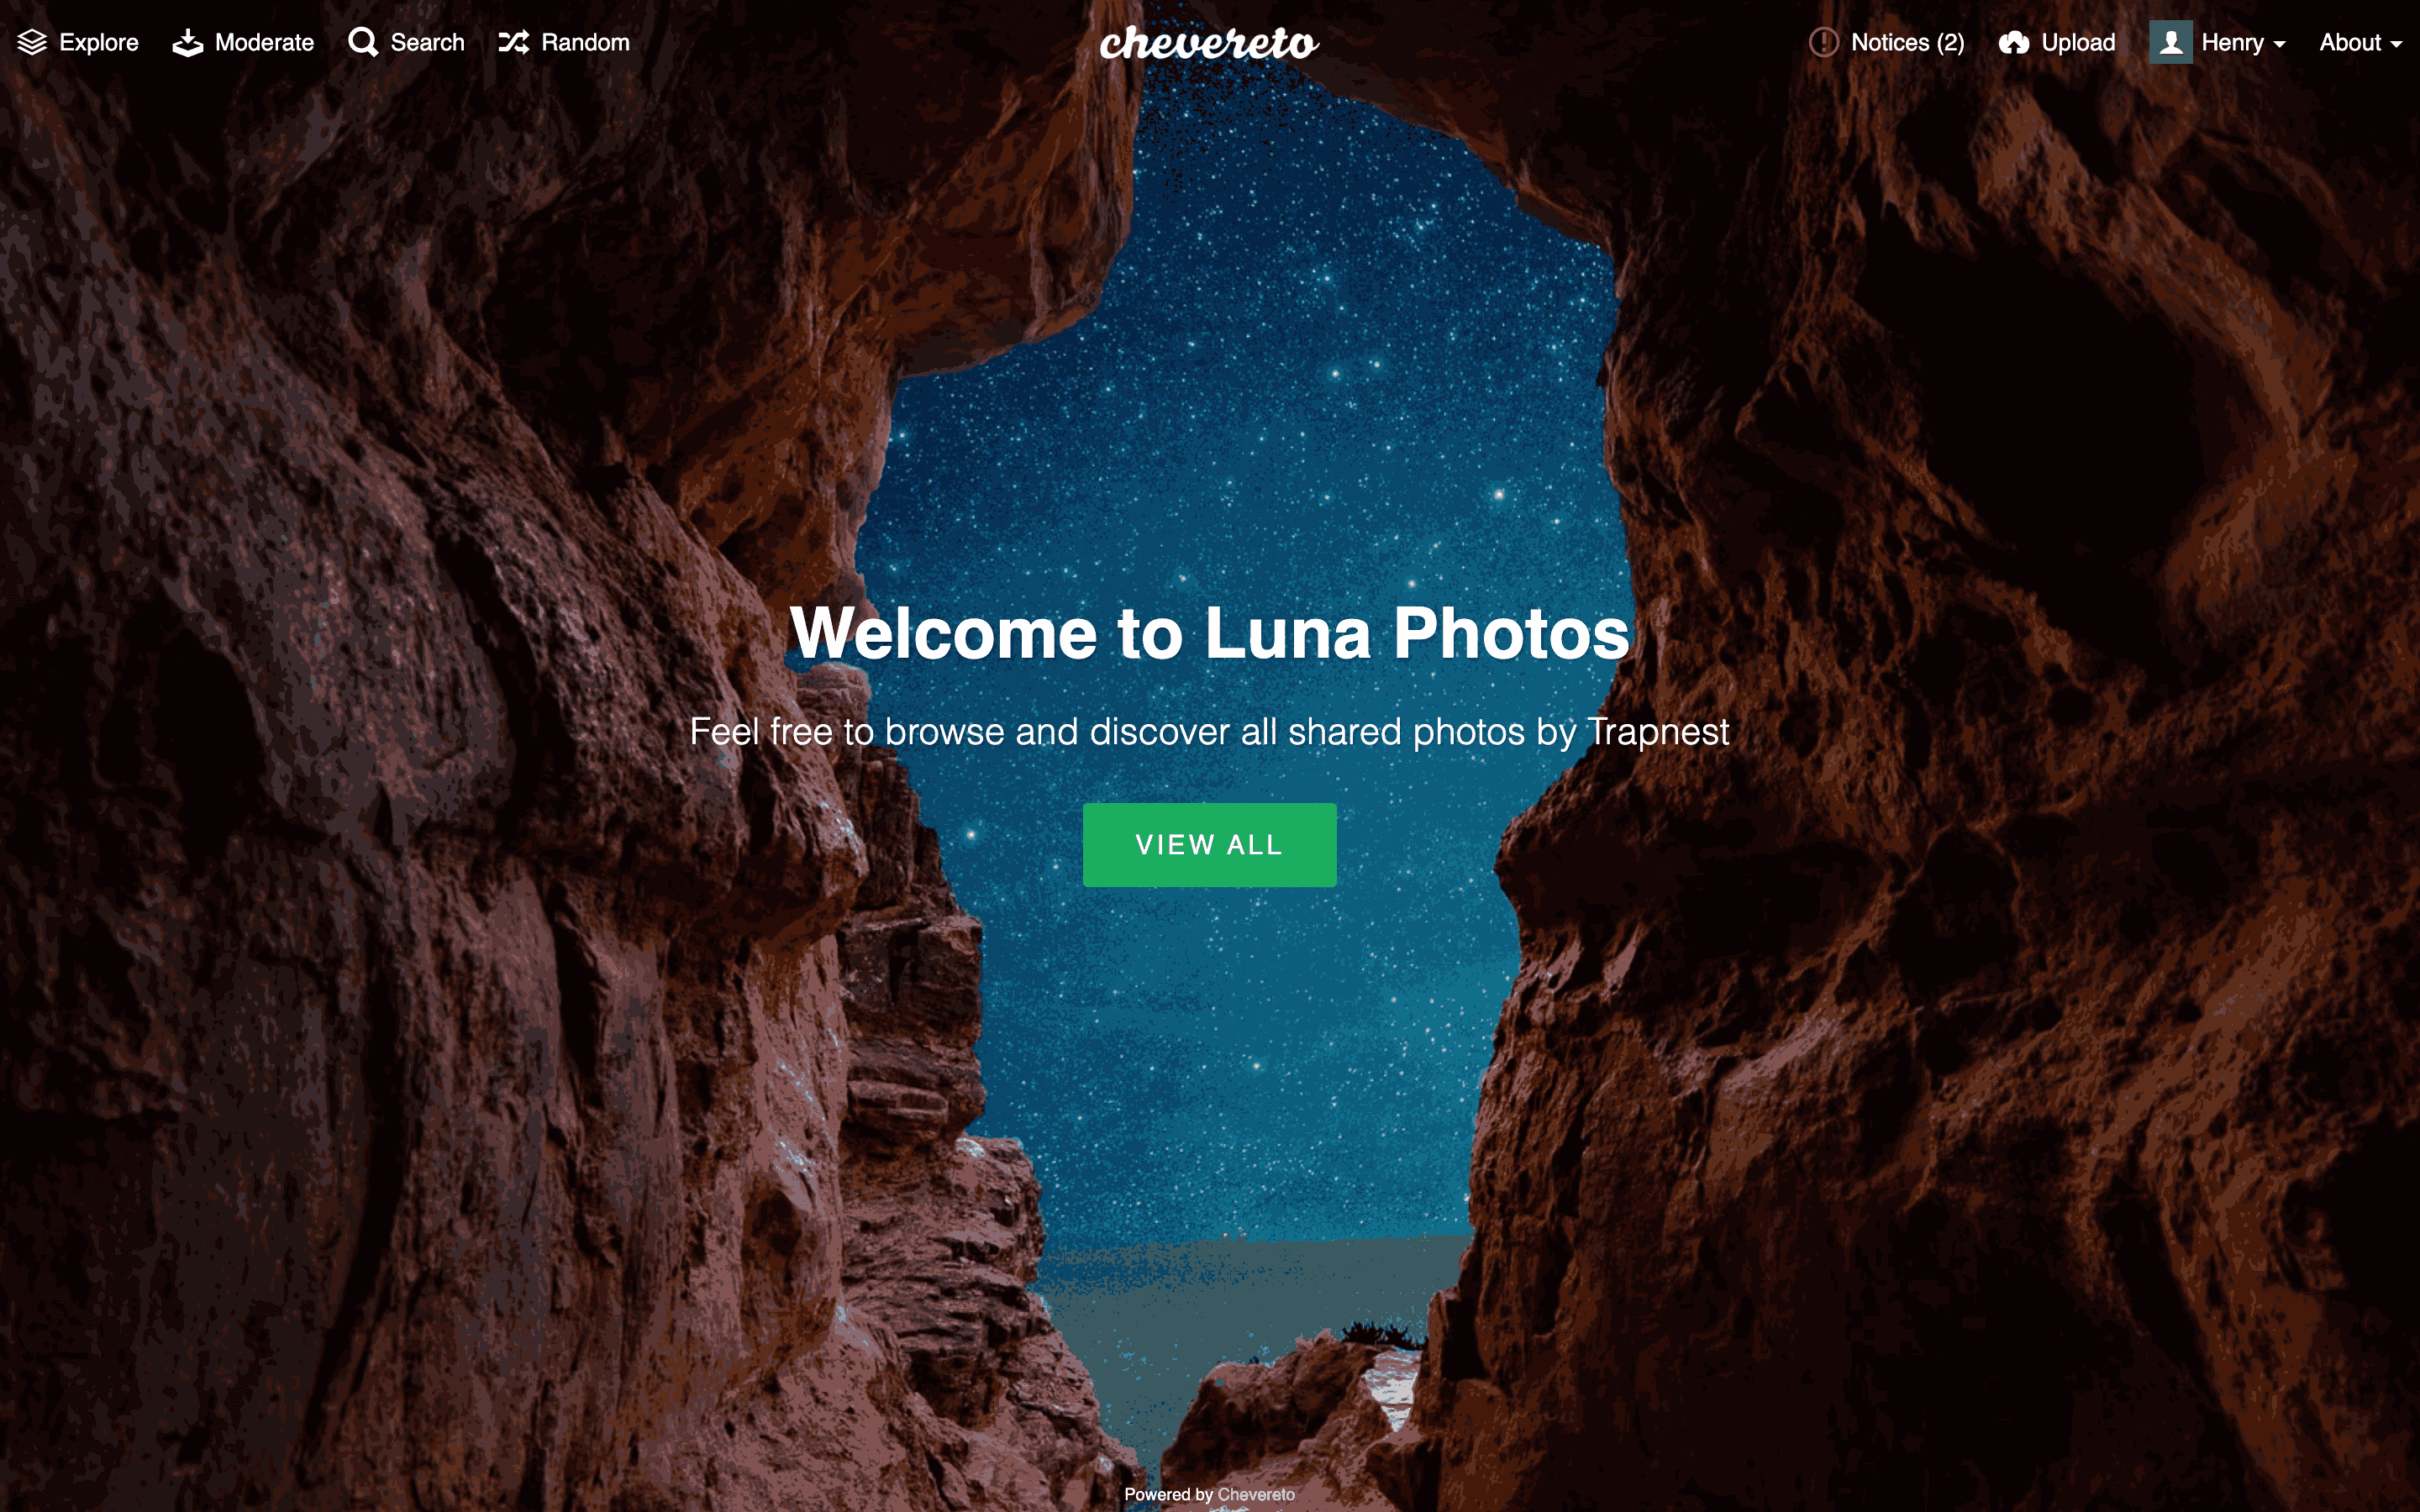 Explore Moderate Search Random chevereto Notices (2) Upload Henry About
Welcome to Luna Photos
Feel free to browse and discover all shared photos by Trapnest
VIEW ALL
Powered by Chevereto